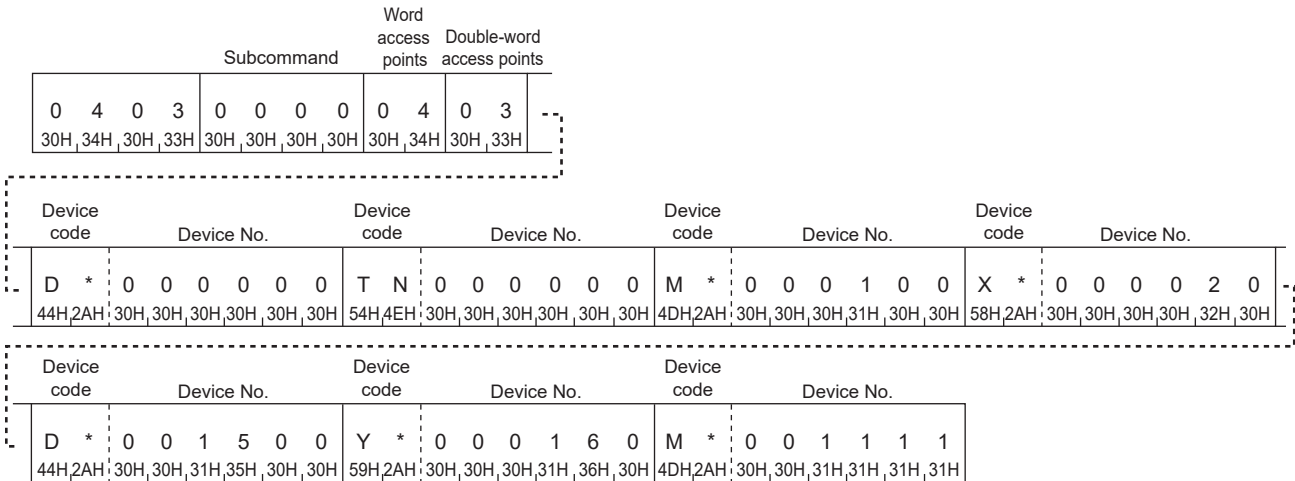 Word
access Double-word
Subcommand points access points
0 4 0 3 0 0 0 0 0 4 0 3
30H 34H 30H 33H 30H 30H 30H 30H 30H 34H 30H 33H
Device Device Device Device
code Device No. code Device No. code Device No. code Device No.
D * 0 0 0 0 0 0 T N 0 0 0 0 0 0 M * 0 0 0 1 0 0 X * 0 0 0 0 2 0
44H 2AH 30H 30H 30H 30H 30H 30H 54H 4EH 30H 30H 30H 30H 30H 30H 4DH 2AH 30H 30H 30H 31H 30H 30H 58H 2AH 30H 30H 30H 30H 32H 30H
Device Device Device
code Device No. code Device No. code Device No.
D * 0 0 1 5 0 0 Y * 0 0 0 1 6 0 M * 0 0 1 1 1 1
44H 2AH 30H 30H 31H 35H 30H 30H 59H 2AH 30H 30H 30H 31H 36H 30H 4DH 2AH 30H 30H 31H 31H 31H 31H